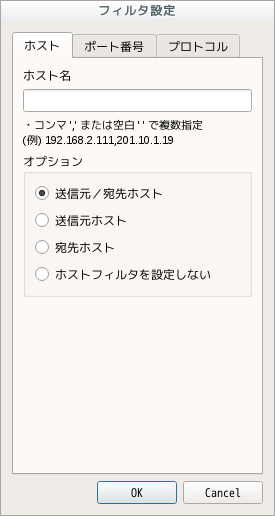 フィルタ設定
ホスト ポート番号 プロトコル
ホスト名
・コンマ ',' または空白 ' ' で複数指定
(例) 192.168.2.111,201.10.1.19
オプション
送信元／宛先ホスト
送信元ホスト
宛先ホスト
ホストフィルタを設定しない
OK Cancel